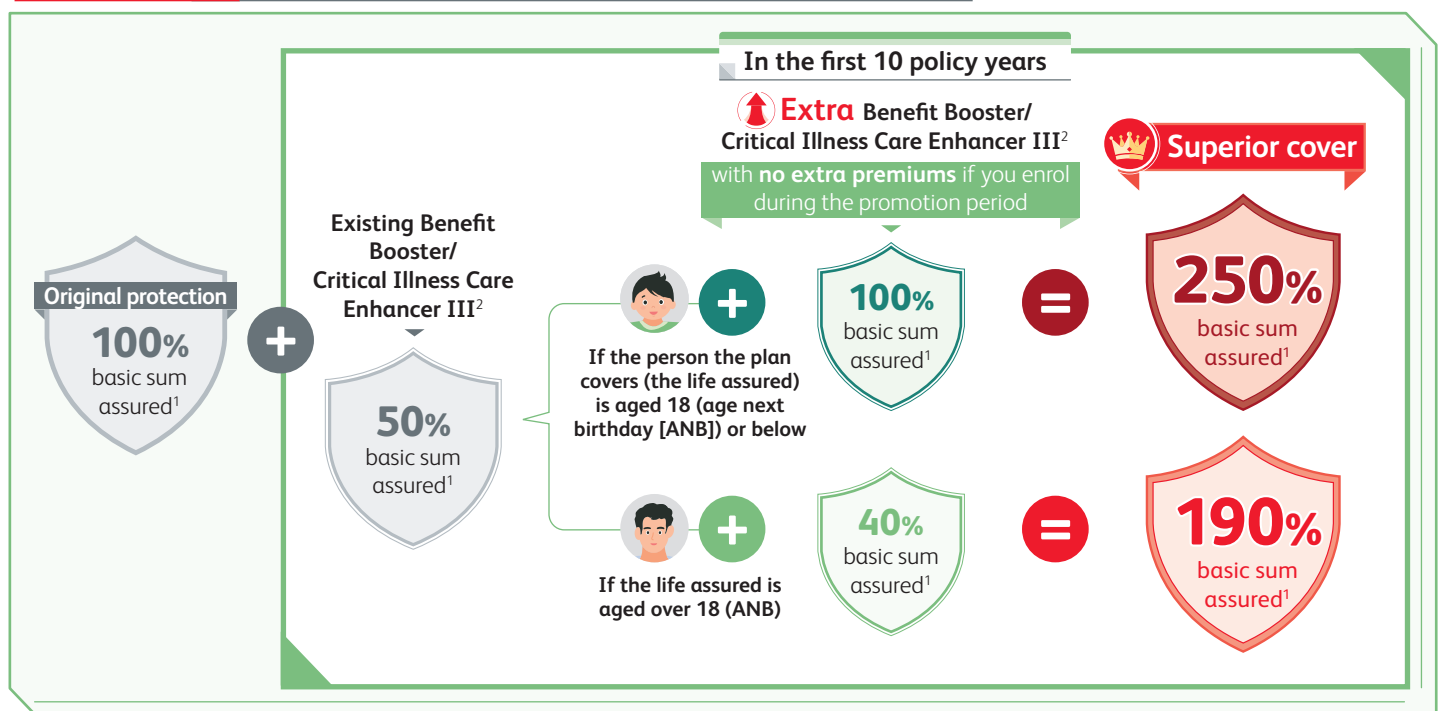 In the first 10 policy years
Extra Benefit Booster/
Critical Illness Care Enhancer III²
with no extra premiums if you enrol
during the promotion period
Superior cover
Original protection
100%
basic sum
assured¹
+
Existing Benefit
Booster/
Critical Illness Care
Enhancer III²
50%
basic sum
assured¹
+
If the person the plan
covers (the life assured)
is aged 18 (age next
birthday [ANB]) or below
100%
basic sum
assured¹
=
250%
basic sum
assured¹
+
If the life assured is
aged over 18 (ANB)
40%
basic sum
assured¹
=
190%
basic sum
assured¹